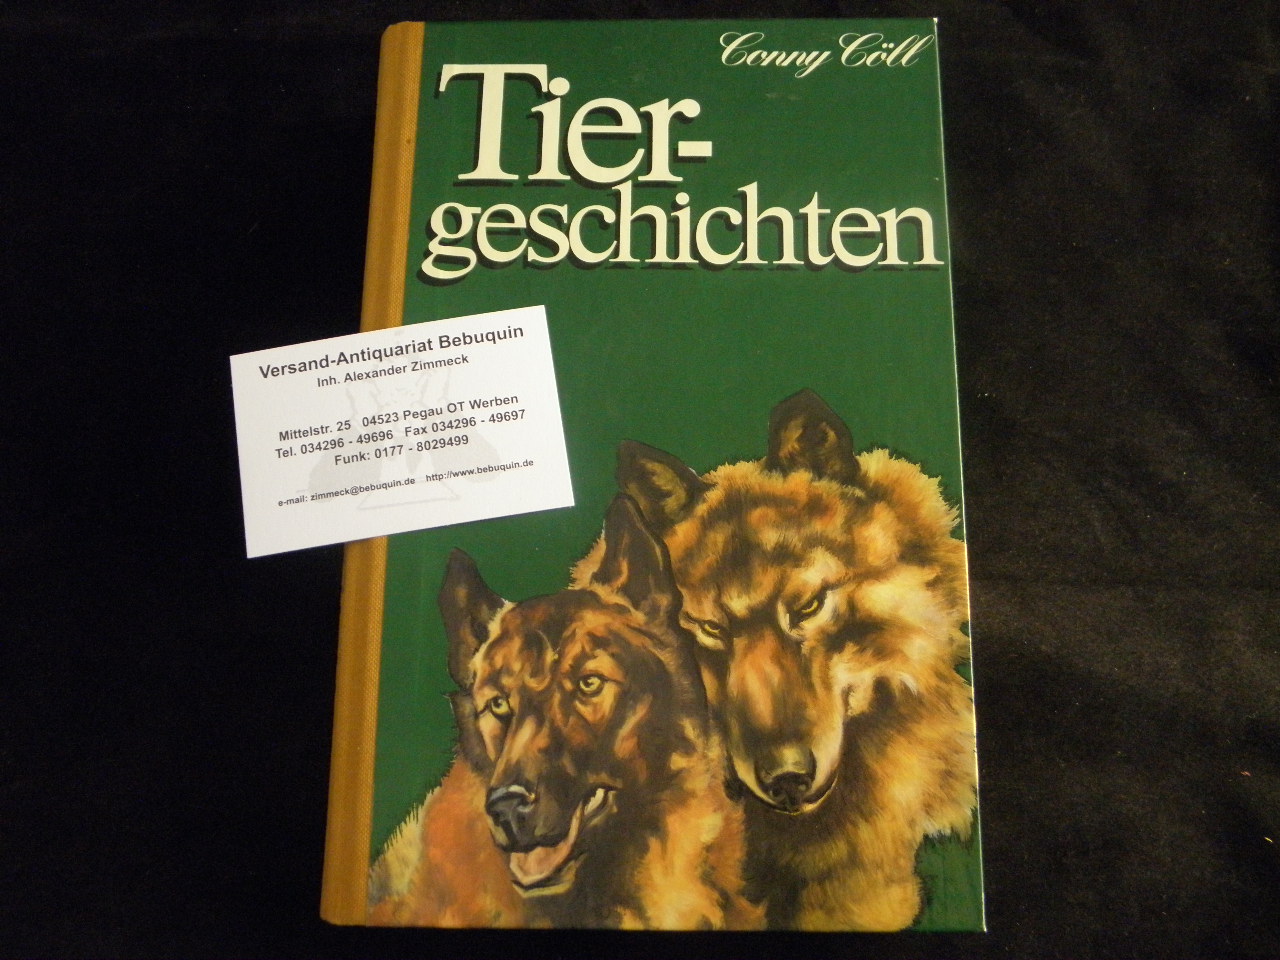 Conny Cöll
Tier-
geschichten
Versand-Antiquariat Bebuquin
Inh. Alexander Zimmeck
Mittelstr. 25 04523 Pegau OT Werben
Tel. 034296 - 49696 Fax 034296 - 49697
Funk: 0177 - 8029499
e-mail: zimmeck@bebuquin.de http://www.bebuquin.de